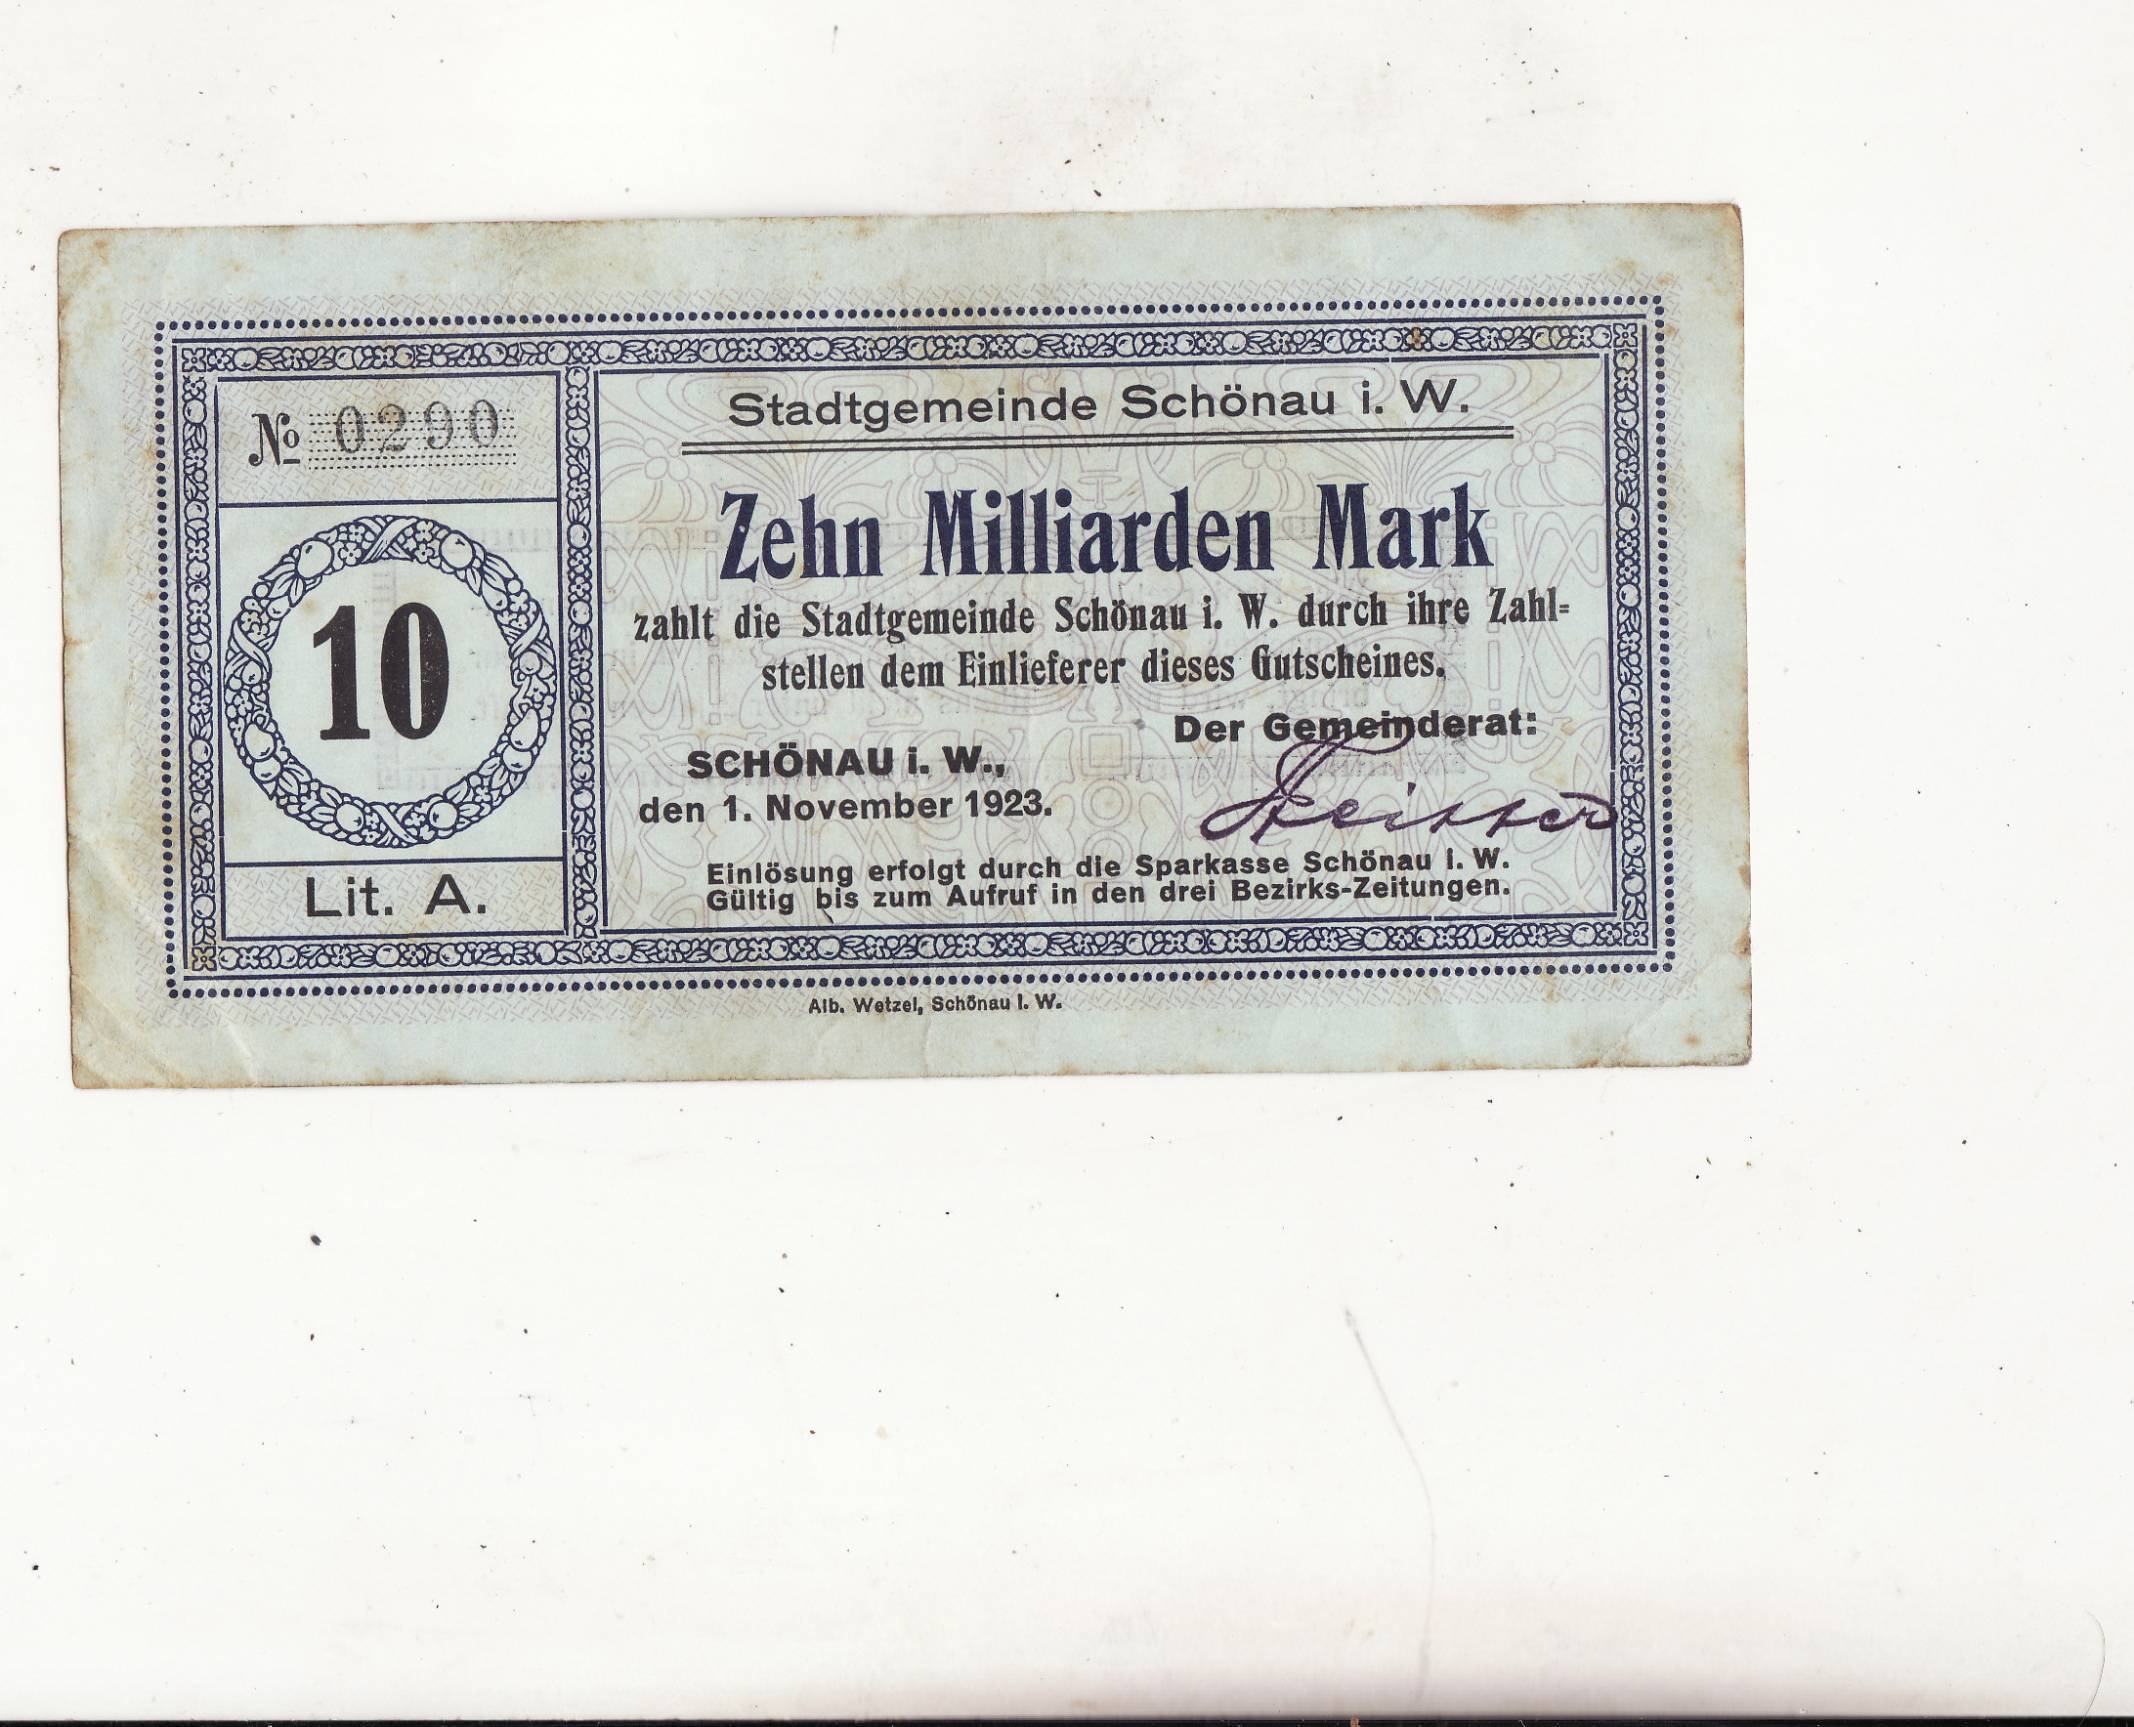 № 0290
10
Lit. A.
Stadtgemeinde Schönau i. W.
Zehn Milliarden Mark
zahlt die Stadtgemeinde Schönau i. W. durch ihre Zahl=
stellen dem Einlieferer dieses Gutscheines.
Der Gemeinderat:
SCHÖNAU i. W.,
den 1. November 1923.
Einlösung erfolgt durch die Sparkasse Schönau i. W.
Gültig bis zum Aufruf in den drei Bezirks-Zeitungen.
Alb. Wetzel, Schönau i. W.